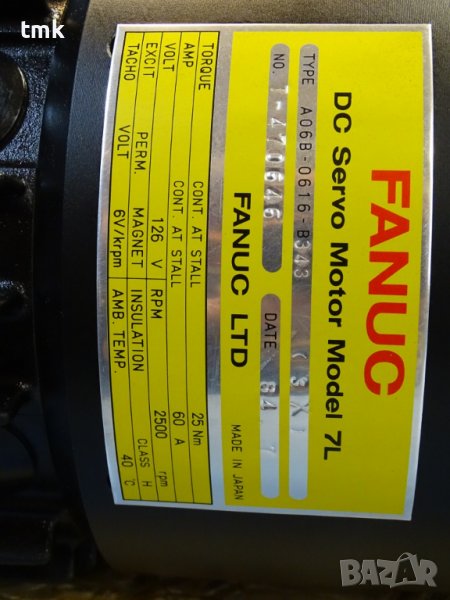 tmk
FANUC
DC Servo Motor Model 7L
TYPE A06B-0616-B343
NO. DATE 84
FANUC LTD MADE IN JAPAN
TORQUE CONT. AT STALL 25 Nm
AMP CONT. AT STALL 60 A
VOLT 126 V RPM 2500 rpm
EXCIT PERM. MAGNET INSULATION CLASS H
TACHO VOLT 6V/krpm AMB. TEMP. 40 °C
BAZAR